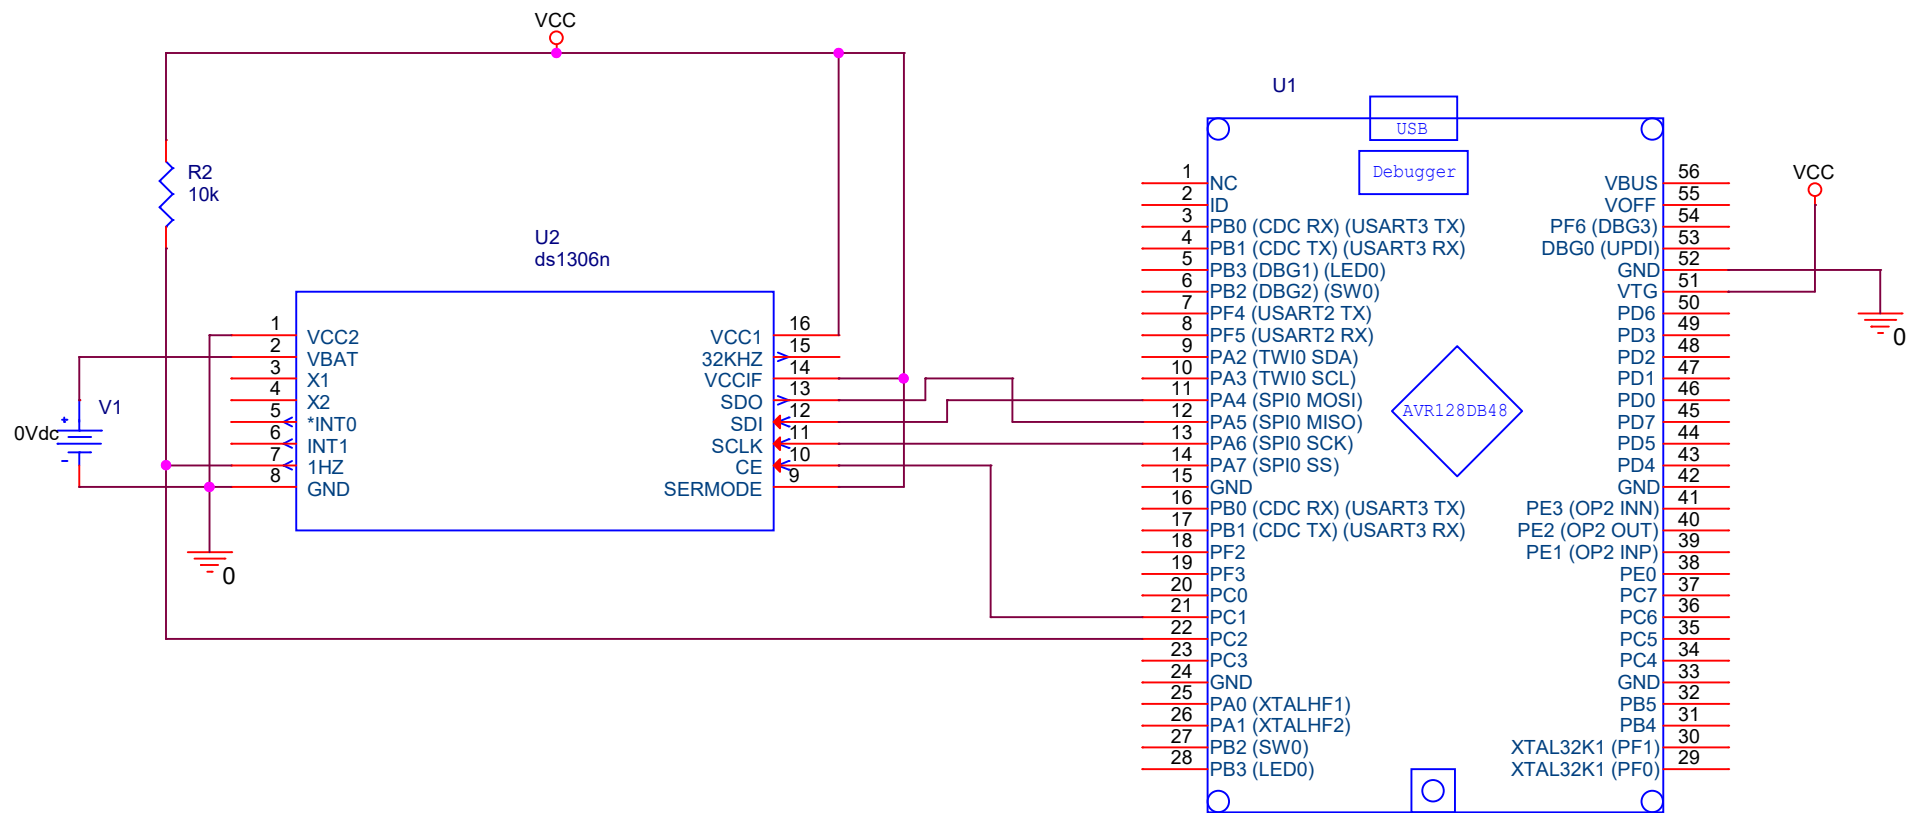 VCC
R2
10k
U2
ds1306n
1
VCC2
2
VBAT
3
X1
4
X2
5
*INT0
6
INT1
7
1HZ
8
GND
16
VCC1
15
32KHZ
14
VCCIF
13
SDO
12
SDI
11
SCLK
10
CE
9
SERMODE
V1
+
0Vdc
-
0
U1
USB
Debugger
AVR128DB48
1
NC
2
ID
3
PB0 (CDC RX) (USART3 TX)
4
PB1 (CDC TX) (USART3 RX)
5
PB3 (DBG1) (LED0)
6
PB2 (DBG2) (SW0)
7
PF4 (USART2 TX)
8
PF5 (USART2 RX)
9
PA2 (TWI0 SDA)
10
PA3 (TWI0 SCL)
11
PA4 (SPI0 MOSI)
12
PA5 (SPI0 MISO)
13
PA6 (SPI0 SCK)
14
PA7 (SPI0 SS)
15
GND
16
PB0 (CDC RX) (USART3 TX)
17
PB1 (CDC TX) (USART3 RX)
18
PF2
19
PF3
20
PC0
21
PC1
22
PC2
23
PC3
24
GND
25
PA0 (XTALHF1)
26
PA1 (XTALHF2)
27
PB2 (SW0)
28
PB3 (LED0)
56
VBUS
55
VOFF
54
PF6 (DBG3)
53
DBG0 (UPDI)
52
GND
51
VTG
50
PD6
49
PD3
48
PD2
47
PD1
46
PD0
45
PD7
44
PD5
43
PD4
42
GND
41
PE3 (OP2 INN)
40
PE2 (OP2 OUT)
39
PE1 (OP2 INP)
38
PE0
37
PC7
36
PC6
35
PC5
34
PC4
33
GND
32
PB5
31
PB4
30
XTAL32K1 (PF1)
29
XTAL32K1 (PF0)
VCC
0